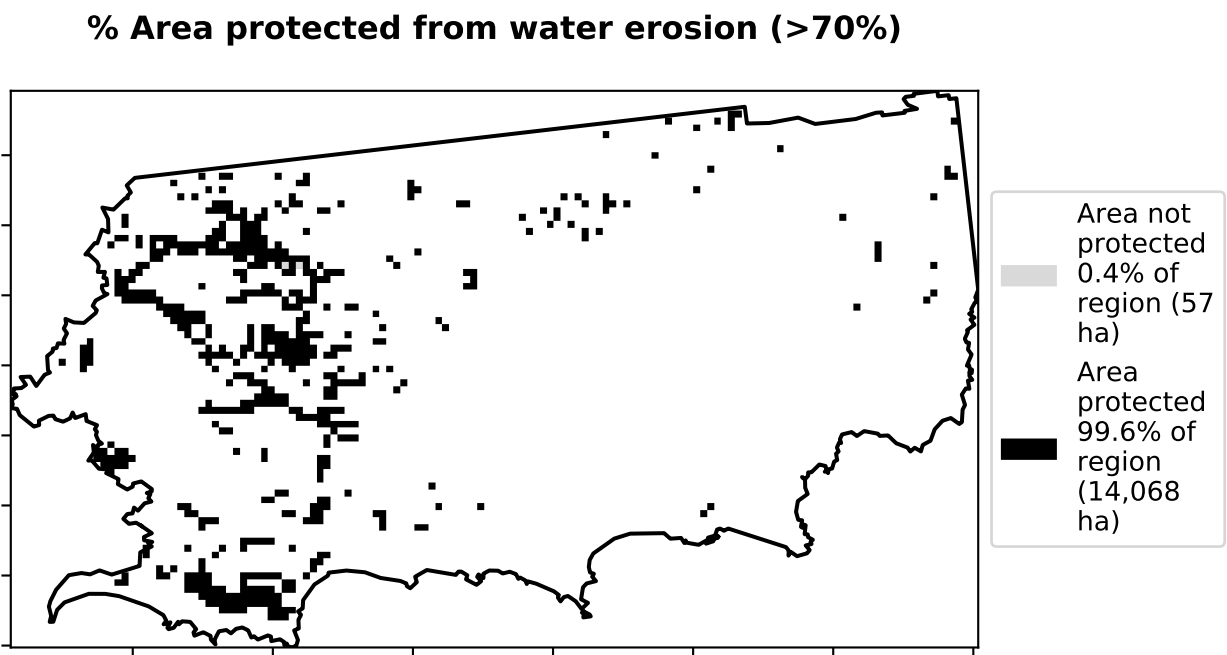 % Area protected from water erosion (>70%)
Area not
protected
0.4% of
region (57
ha)
Area
protected
99.6% of
region
(14,068
ha)